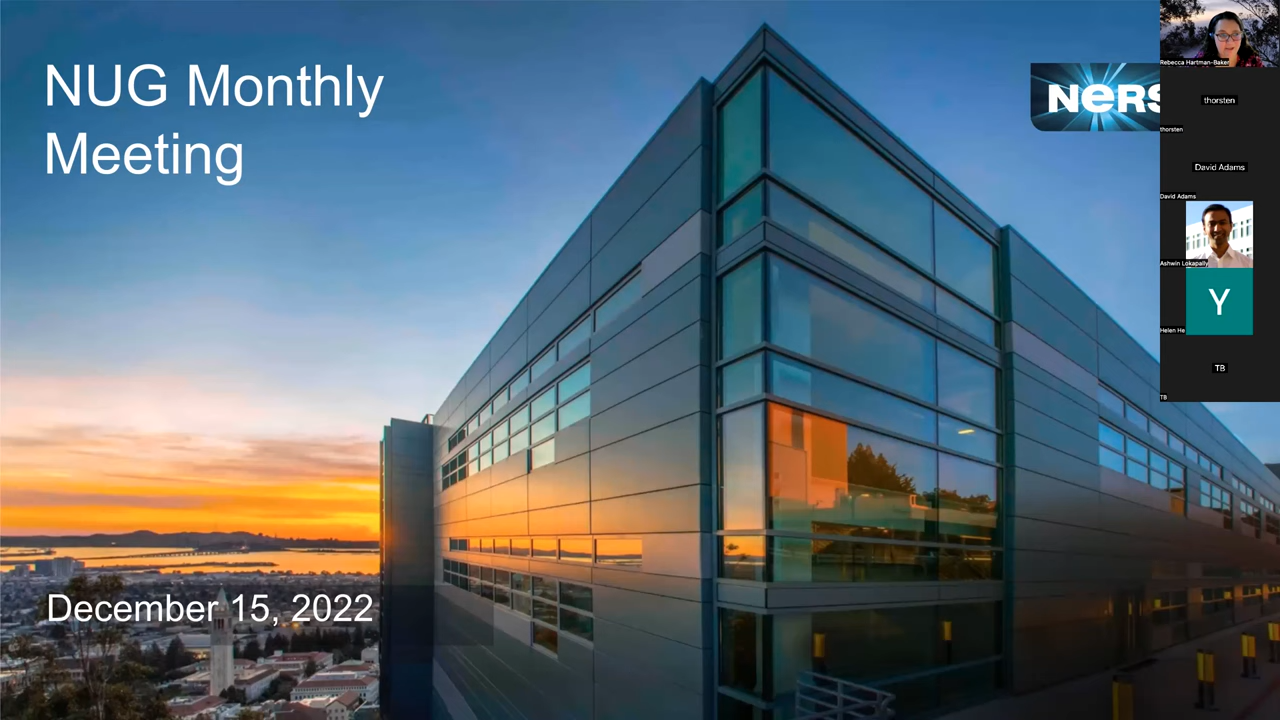 NUG Monthly
Meeting
NERS
December 15, 2022
Rebecca Hartman-Baker
thorsten
thorsten
David Adams
David Adams
Ashwin Lokapally
Y
Helen He
TB
TB